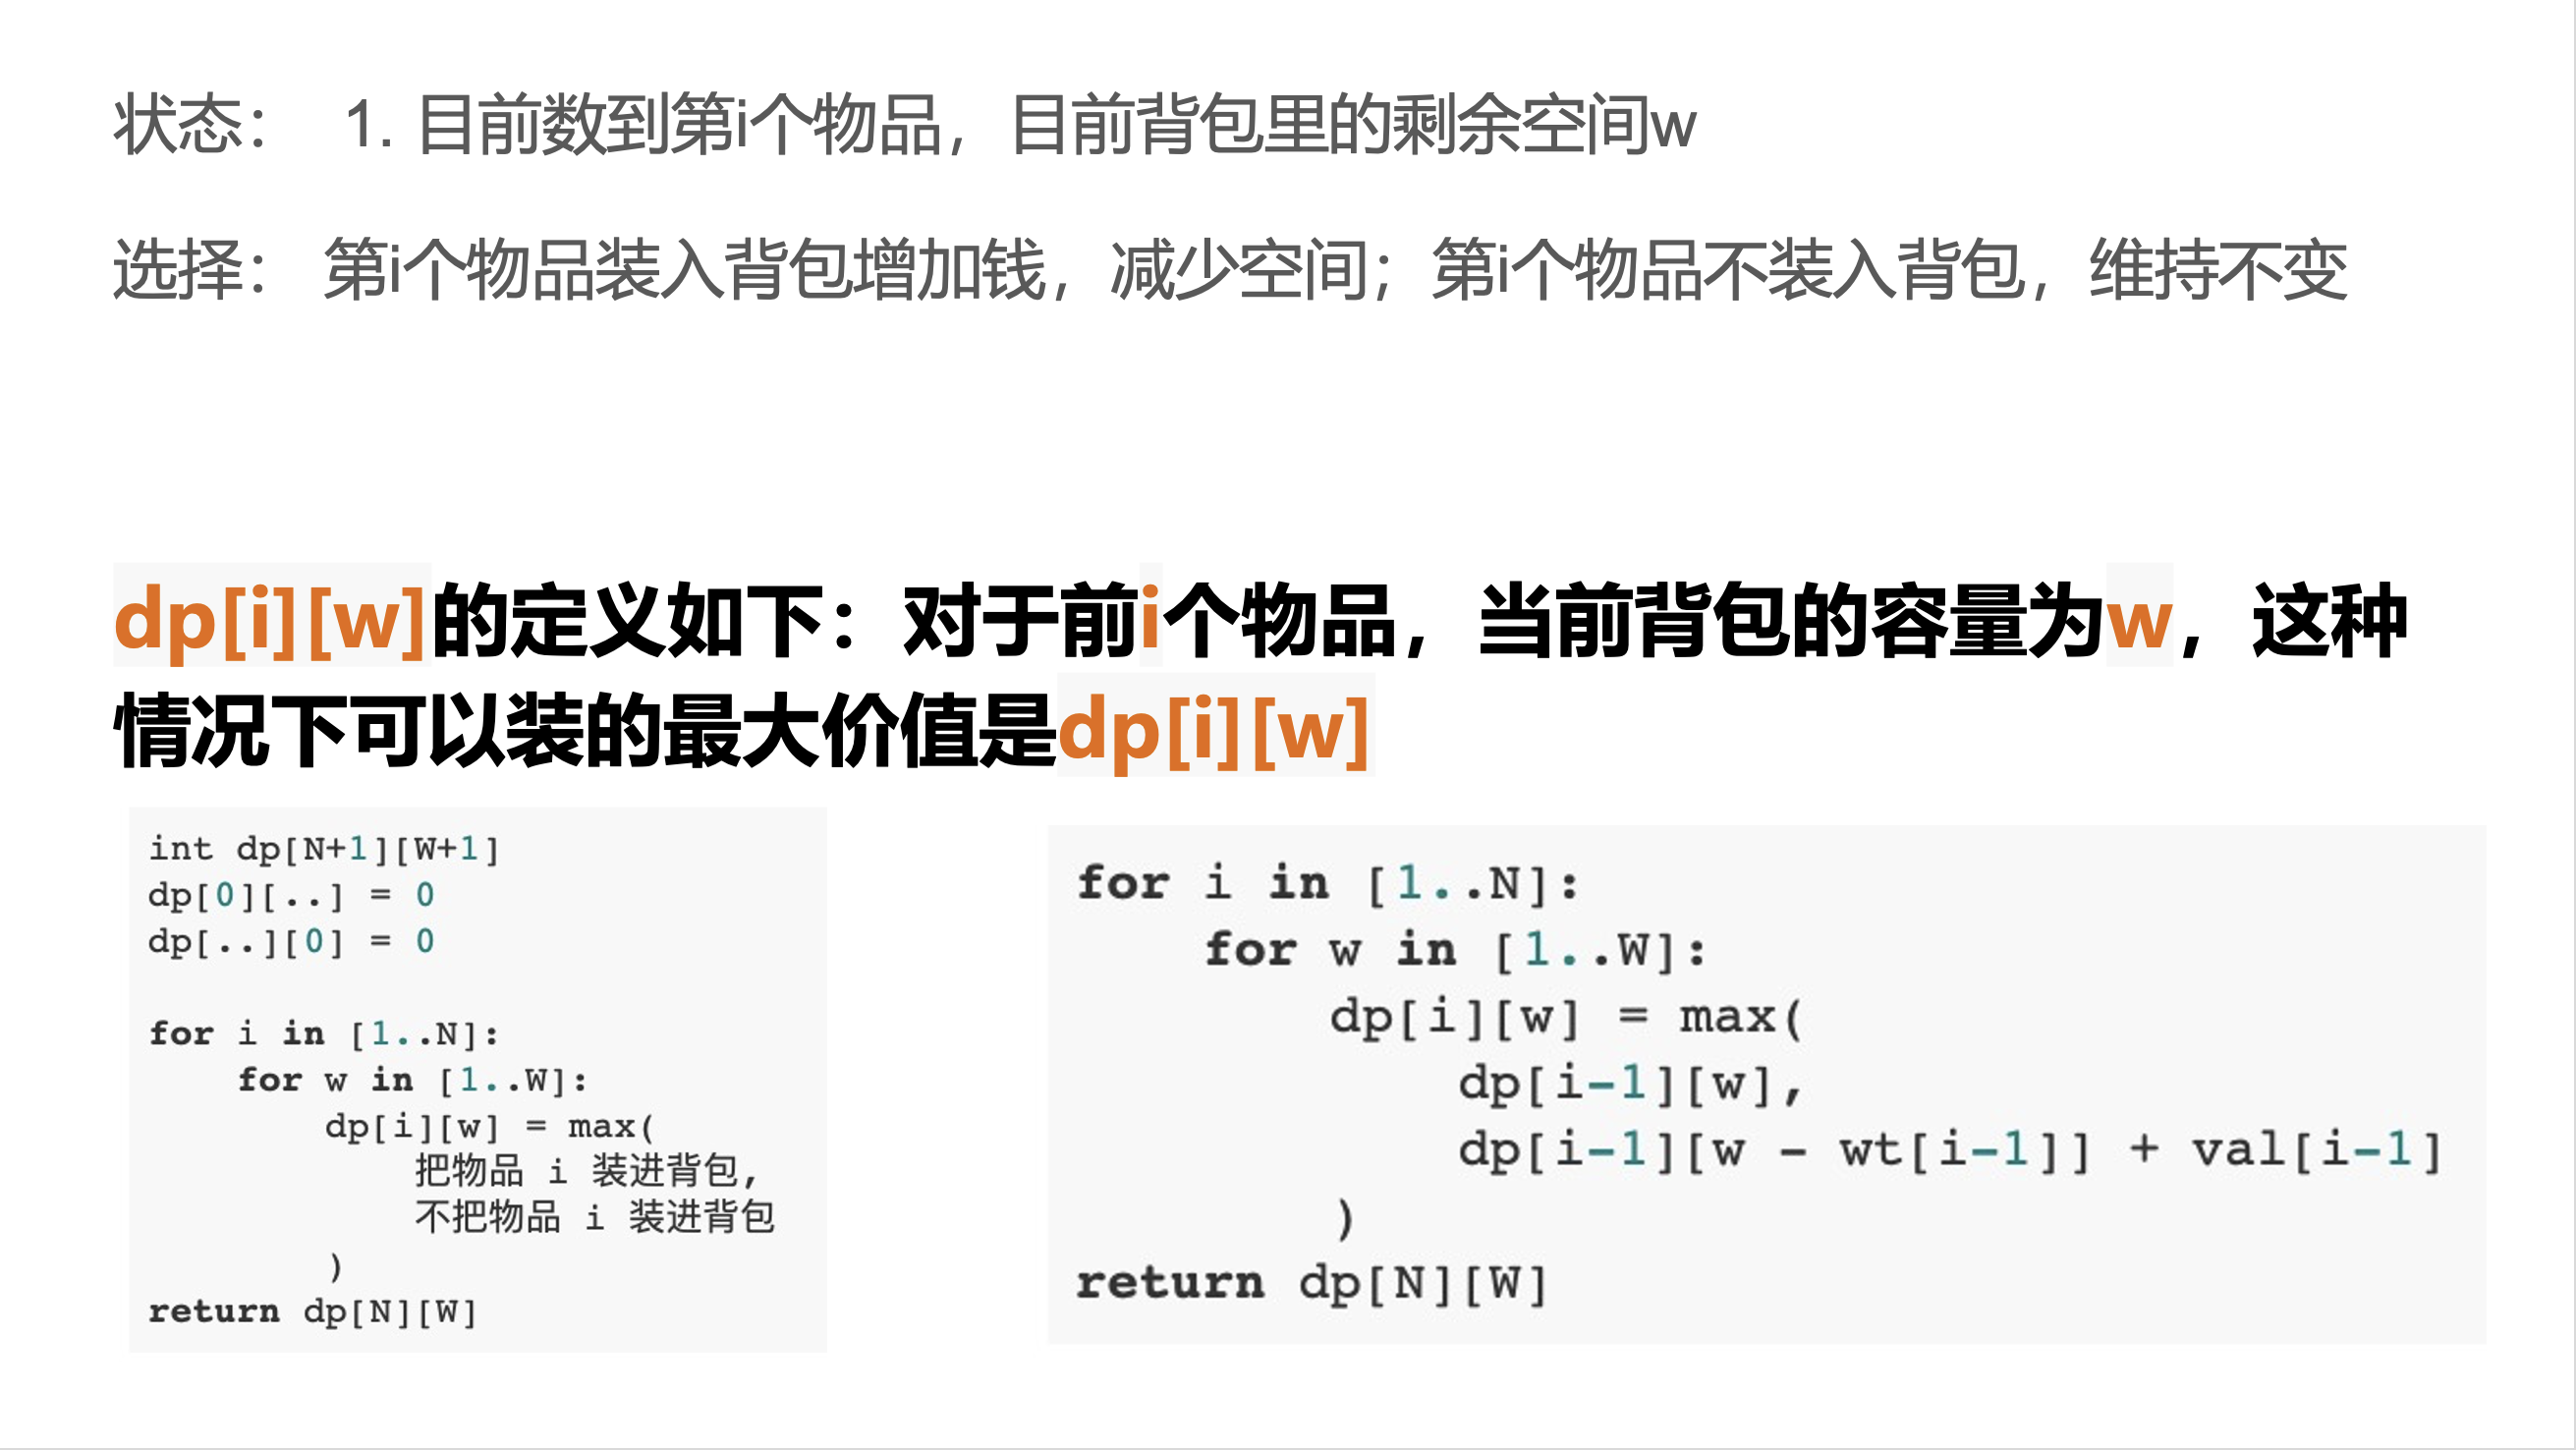 状态： 1. 目前数到第i个物品，目前背包里的剩余空间w
选择： 第i个物品装入背包增加钱，减少空间；第i个物品不装入背包，维持不变
dp[i][w]的定义如下：对于前i个物品，当前背包的容量为w，这种
情况下可以装的最大价值是dp[i][w]
int dp[N+1][W+1]
dp[0][..] = 0
dp[..][0] = 0
for i in [1..N]:
    for w in [1..W]:
        dp[i][w] = max(
            把物品 i 装进背包,
            不把物品 i 装进背包
        )
return dp[N][W]
for i in [1..N]:
    for w in [1..W]:
        dp[i][w] = max(
            dp[i-1][w],
            dp[i-1][w - wt[i-1]] + val[i-1]
        )
return dp[N][W]